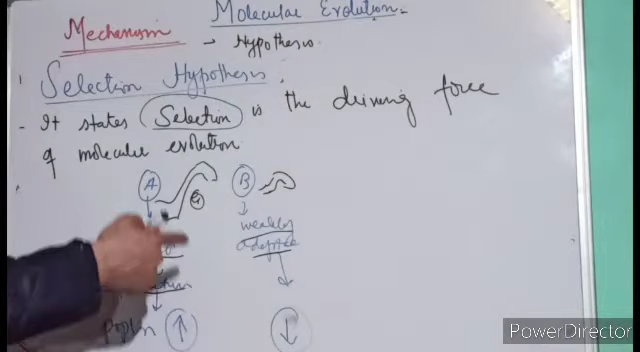 Molecular Evolution
Mechanism
→ Hypothesis
Selection Hypothesis
- It states Selection is the driving force
of molecular evolution
A B
weakly
adaptive
popln ↑ ↓
PowerDirector